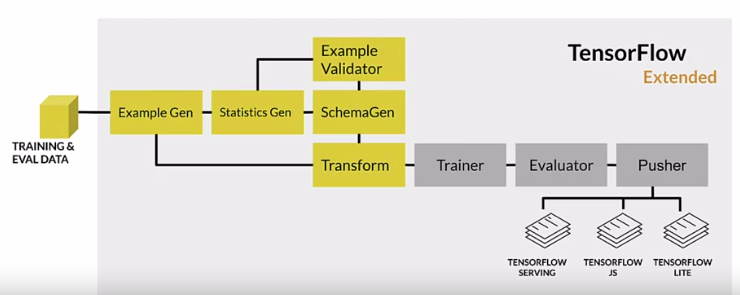 TensorFlow
Extended
Example
Validator
Example Gen
Statistics Gen
SchemaGen
TRAINING &
EVAL DATA
Transform
Trainer
Evaluator
Pusher
TENSORFLOW
SERVING
TENSORFLOW
JS
TENSORFLOW
LITE